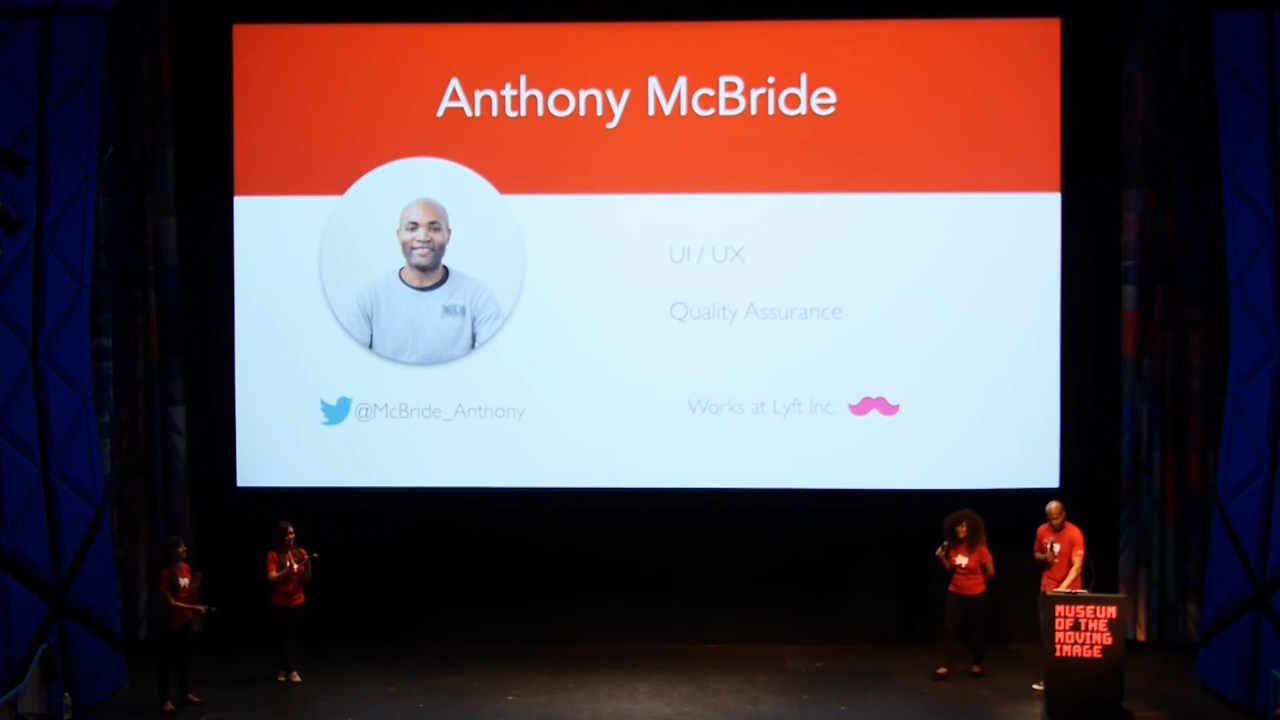 Anthony McBride
UI / UX
Quality Assurance
@McBride_Anthony
Works at Lyft Inc.
MUSEUM
OF THE
MOVING
IMAGE